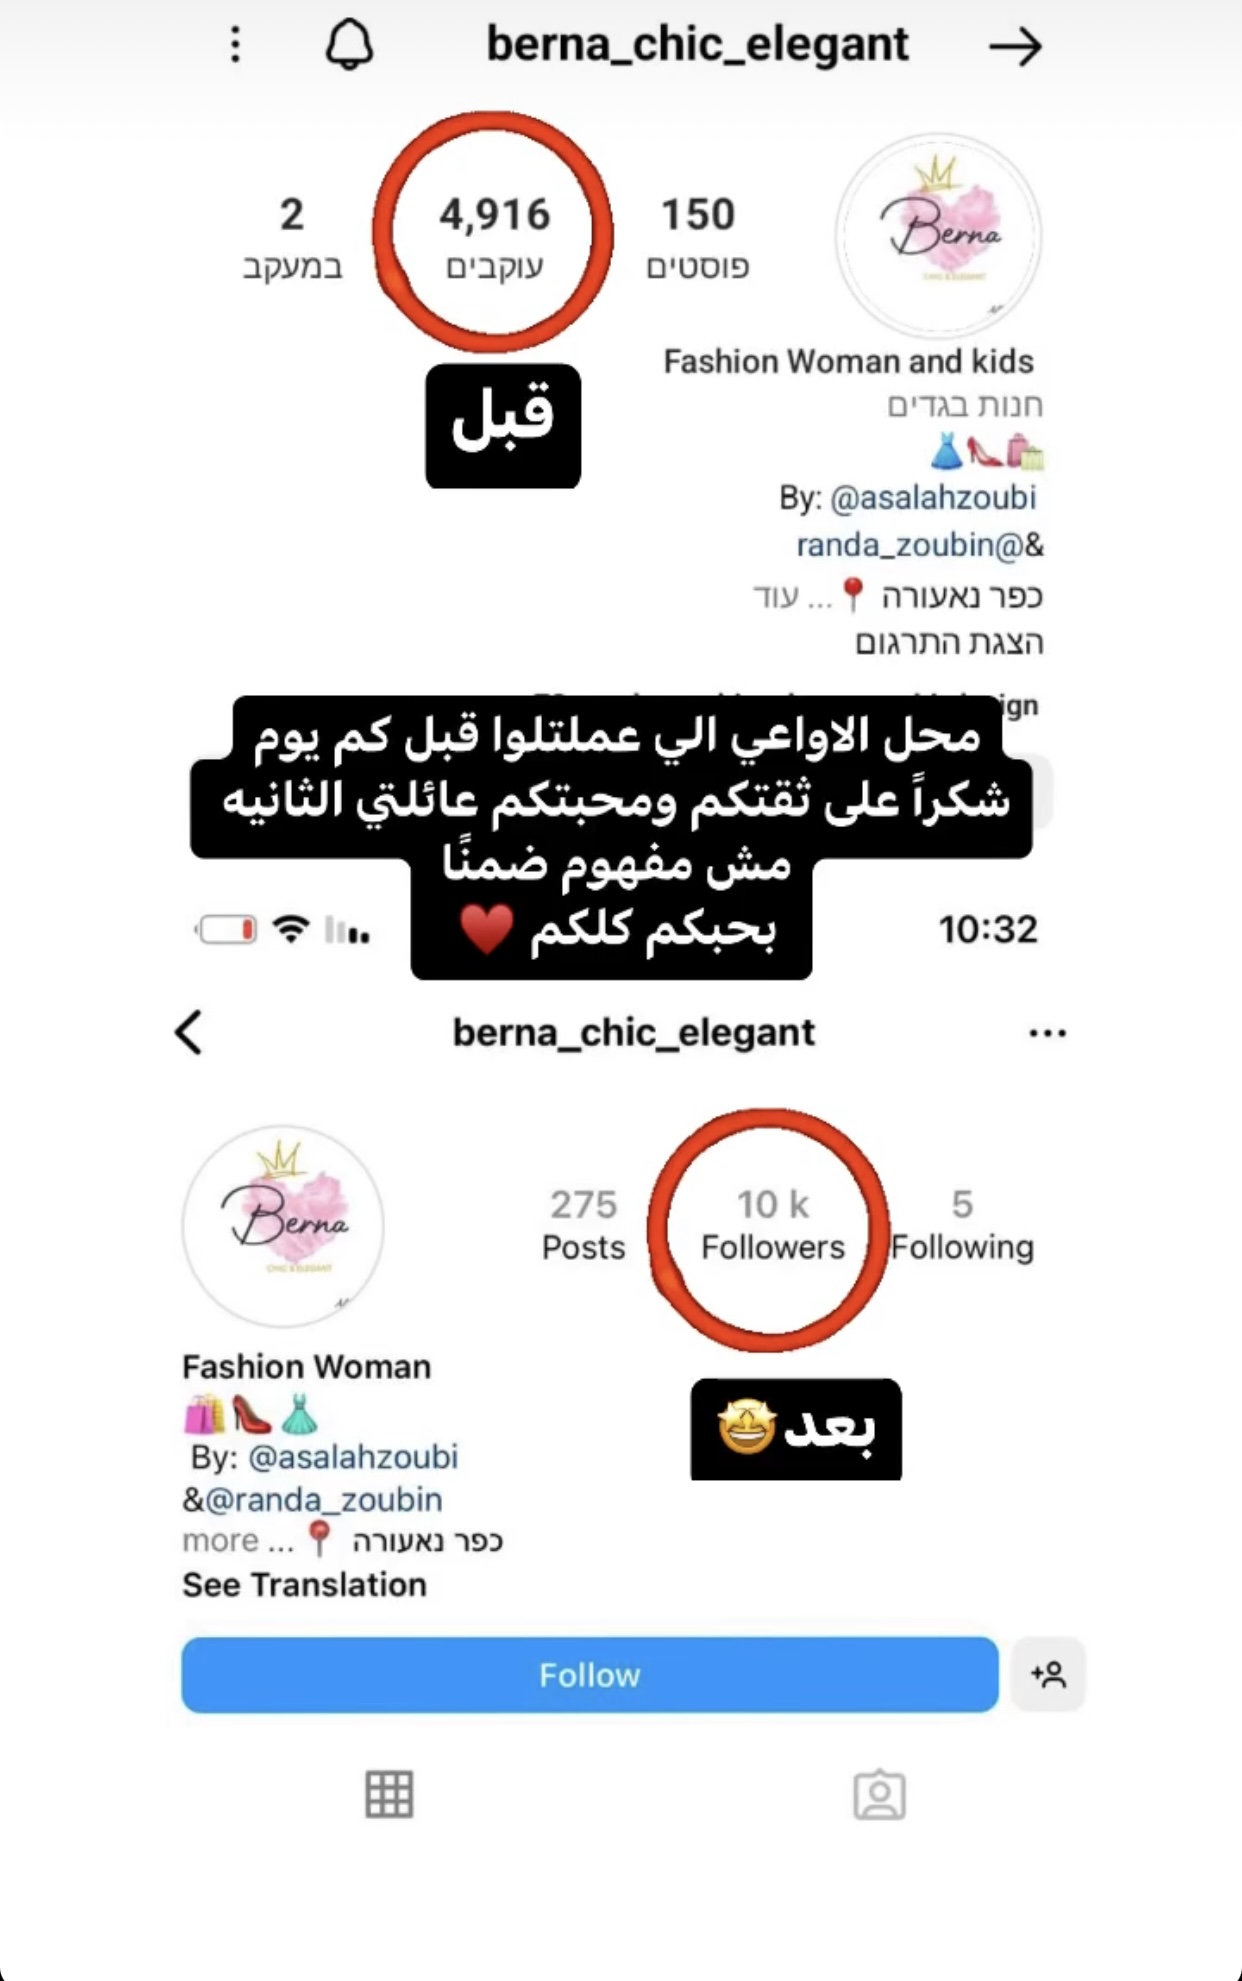 berna_chic_elegant
150 4,916 2
פוסטים עוקבים במעקב
Berna
CHIC & ELEGANT
Fashion Woman and kids
חנות בגדים
👗👠🛍️
By: @asalahzoubi
&@randa_zoubin
כפר נאעורה 📍... עוד
הצגת התרגום
قبل
محل الاواعي الي عملتلوا قبل كم يوم
شكراً على ثقتكم ومحبتكم عائلتي الثانيه
مش مفهوم ضمنًا
بحبكم كلكم ♥️
10:32
berna_chic_elegant
Berna
CHIC & ELEGANT
275 10 k 5
Posts Followers Following
بعد🤩
Fashion Woman
🛍️👠👗
By: @asalahzoubi
&@randa_zoubin
כפר נאעורה 📍 ... more
See Translation
Follow